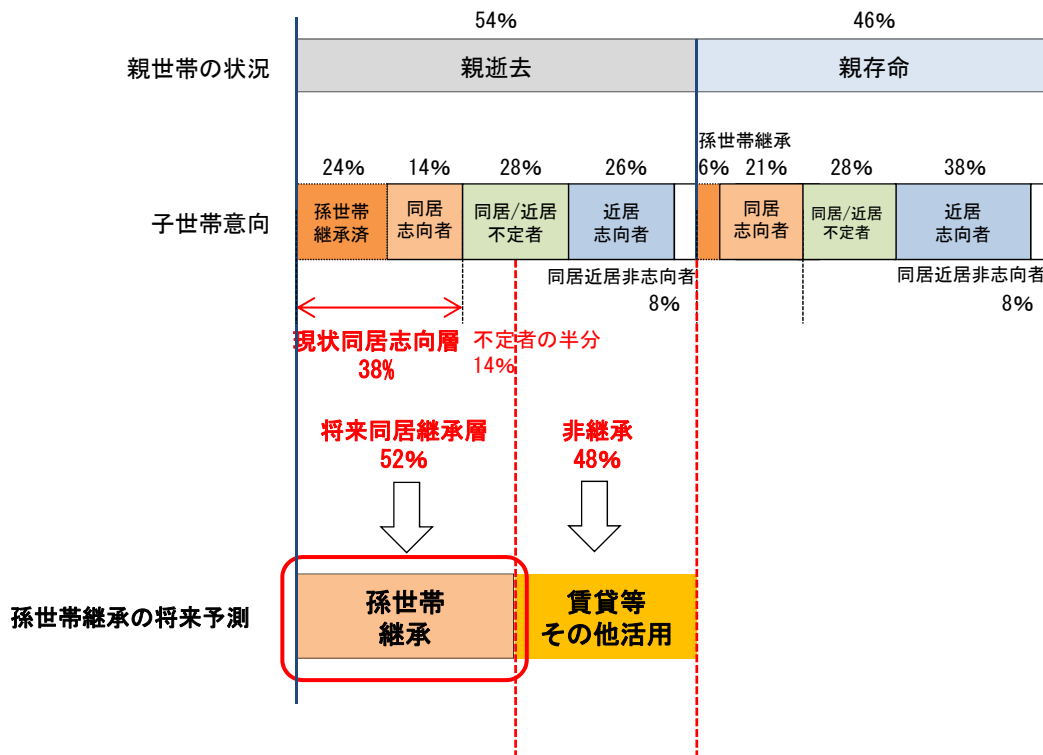 54%
46%
親世帯の状況
親逝去
親存命
孫世帯継承
24%
14%
28%
26%
6%
21%
28%
38%
子世帯意向
孫世帯
継承済
同居
志向者
同居/近居
不定者
近居
志向者
同居
志向者
同居/近居
不定者
近居
志向者
同居近居非志向者
8%
同居近居非志向者
8%
現状同居志向層
38%
不定者の半分
14%
将来同居継承層
52%
非継承
48%
孫世帯継承の将来予測
孫世帯
継承
賃貸等
その他活用